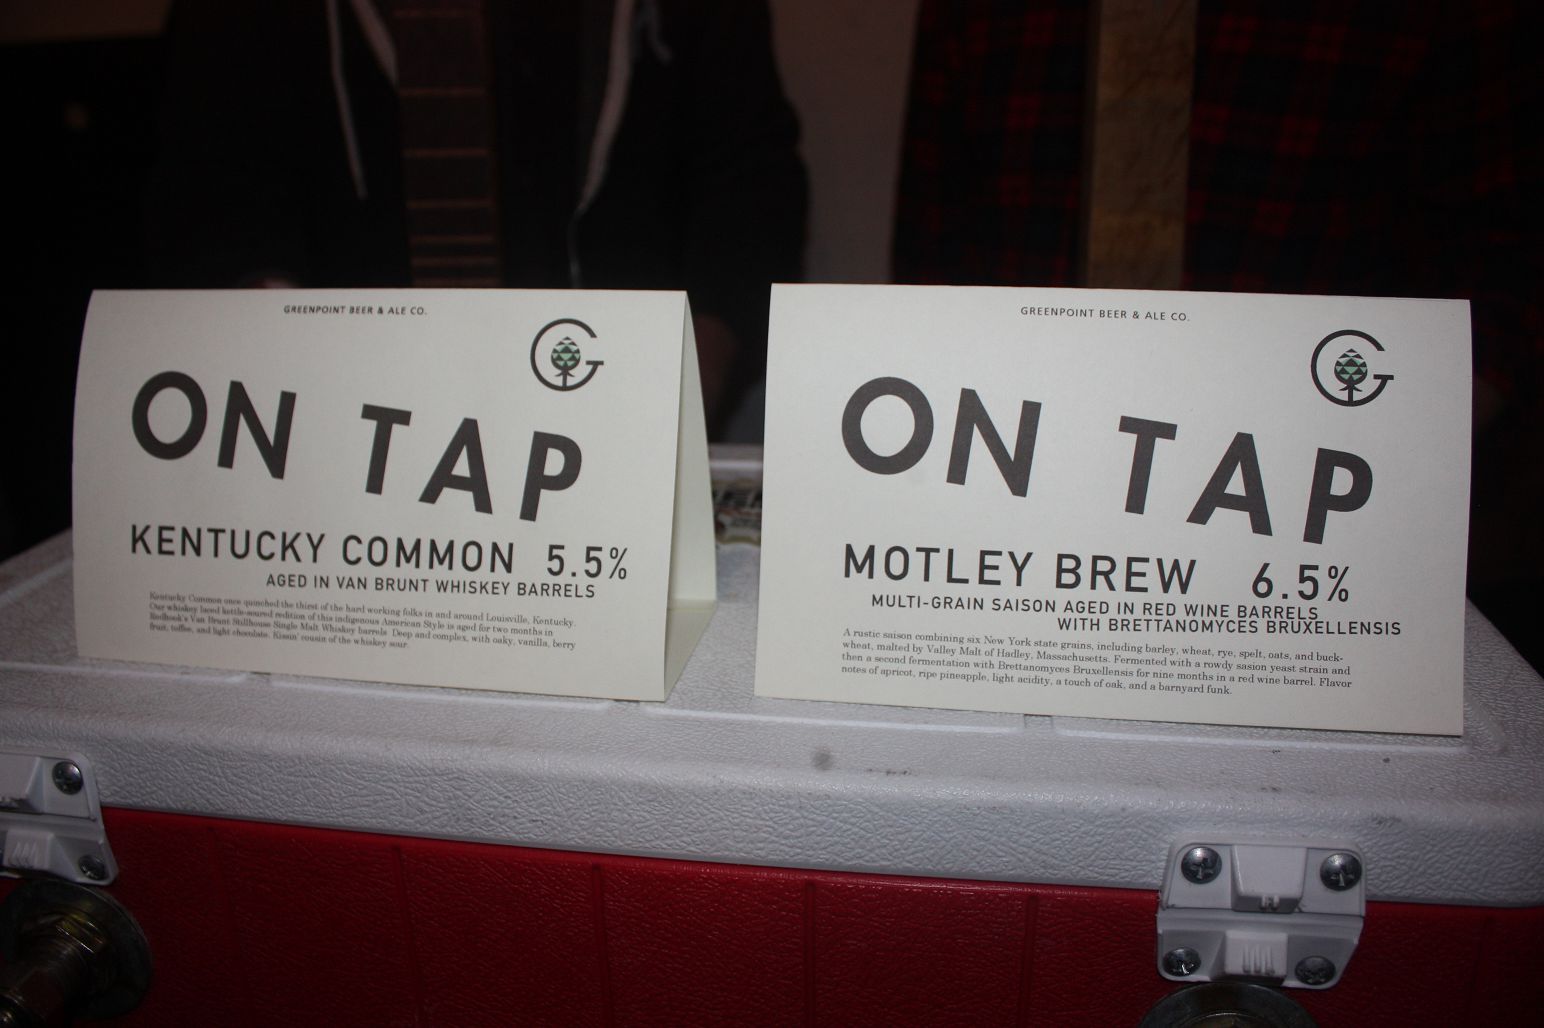 GREENPOINT BEER & ALE CO.
ON TAP
KENTUCKY COMMON 5.5%
AGED IN VAN BRUNT WHISKEY BARRELS
Kentucky Common once quinched the thirst of the hard working folks in and around Louisville, Kentucky.
Our whiskey laced kettle-soured redition of this indigenous American Style is aged for two months in
Redhook's Van Brunt Stillhouse Single Malt Whiskey barrels Deep and complex, with oaky, vanilla, berry
fruit, toffee, and light chocolate. Kissin' cousin of the whiskey sour.
GREENPOINT BEER & ALE CO.
ON TAP
MOTLEY BREW 6.5%
MULTI-GRAIN SAISON AGED IN RED WINE BARRELS
WITH BRETTANOMYCES BRUXELLENSIS
A rustic saison combining six New York state grains, including barley, wheat, rye, spelt, oats, and buck-
wheat, malted by Valley Malt of Hadley, Massachusetts. Fermented with a rowdy sasion yeast strain and
then a second fermentation with Brettanomyces Bruxellensis for nine months in a red wine barrel. Flavor
notes of apricot, ripe pineapple, light acidity, a touch of oak, and a barnyard funk.